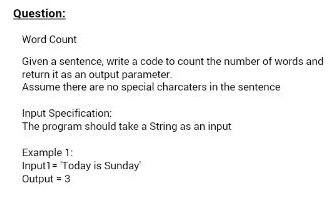 Question:
Word Count
Given a sentence, write a code to count the number of words and
return it as an output parameter.
Assume there are no special charcaters in the sentence
Input Specification:
The program should take a String as an input
Example 1:
Input1= 'Today is Sunday'
Output = 3